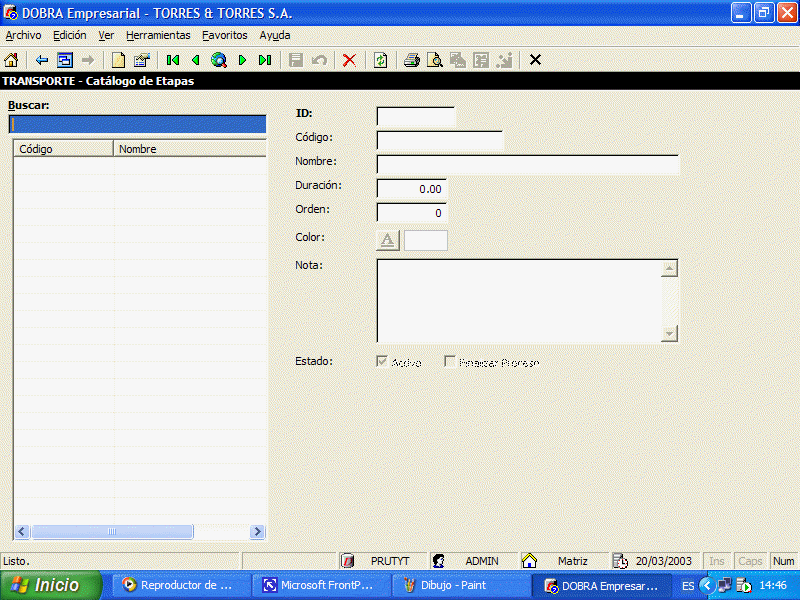 DOBRA Empresarial - TORRES & TORRES S.A.
Archivo Edición Ver Herramientas Favoritos Ayuda
TRANSPORTE - Catálogo de Etapas
Buscar:
Código Nombre
ID:
Código:
Nombre:
Duración: 0.00
Orden: 0
Color: A
Nota:
Estado: Activo Proceso
Listo. PRUTYT ADMIN Matriz 20/03/2003 Ins Caps Num
Inicio Reproductor de ... Microsoft FrontP... Dibujo - Paint DOBRA Empresar... ES 14:46